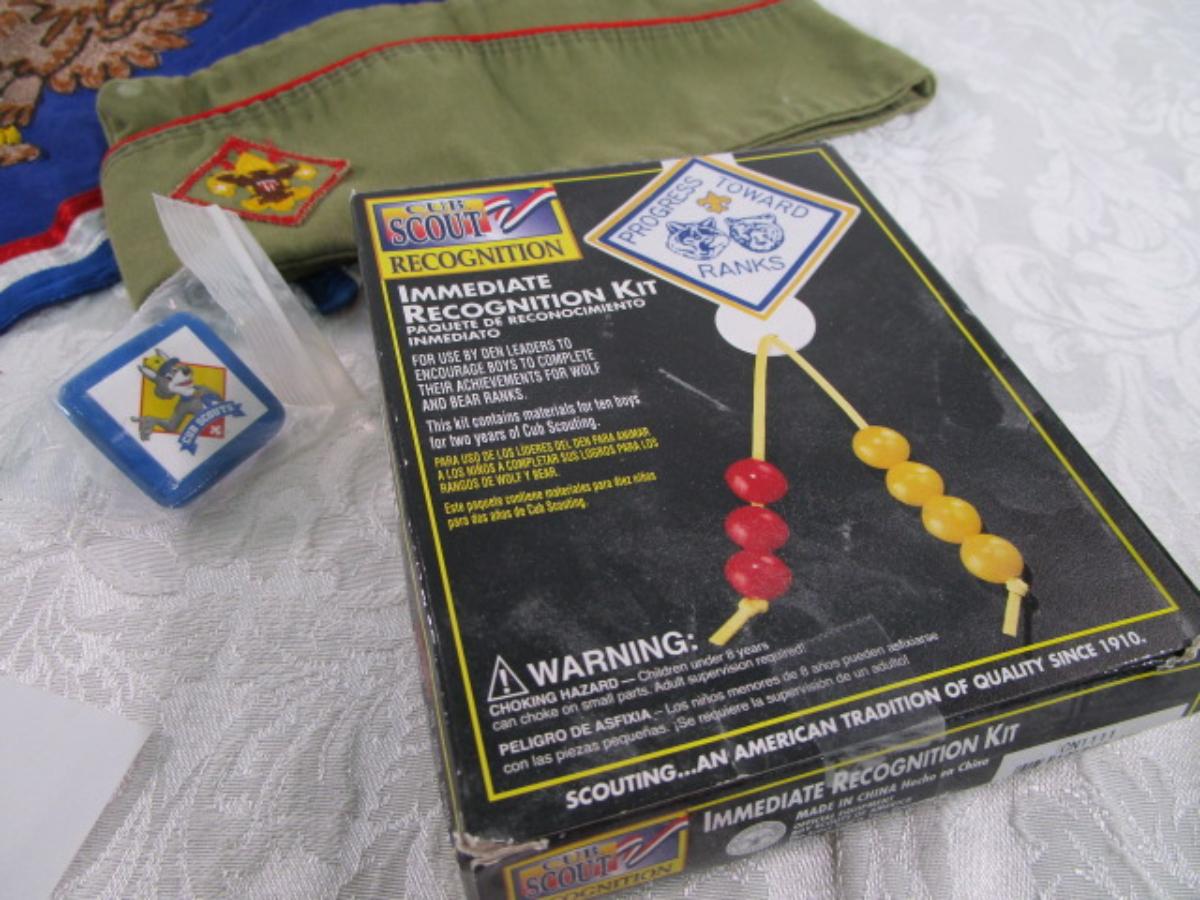 CUB
SCOUT
RECOGNITION
PROGRESS TOWARD
RANKS
IMMEDIATE
RECOGNITION KIT
PAQUETE DE RECONOCIMIENTO
INMEDIATO
FOR USE BY DEN LEADERS TO
ENCOURAGE BOYS TO COMPLETE
THEIR ACHIEVEMENTS FOR WOLF
AND BEAR RANKS.
This kit contains materials for ten boys
for two years of Cub Scouting.
PARA USO DE LOS LIDERES DEL DEN PARA ANIMAR
A LOS NIÑOS A COMPLETAR SUS LOGROS PARA LOS
RANGOS DE WOLF Y BEAR.
Este paquete contiene materiales para diez niños
para dos años de Cub Scouting.
CUB SCOUTS
WARNING:
CHOKING HAZARD — Children under 8 years
can choke on small parts. Adult supervision required!
PELIGRO DE ASFIXIA – Los niños menores de 8 años pueden asfixiarse
con las piezas pequeñas. ¡Se requiere la supervisión de un adulto!
SCOUTING...AN AMERICAN TRADITION OF QUALITY SINCE 1910.
CUB
SCOUT
RECOGNITION
IMMEDIATE RECOGNITION KIT
MADE IN CHINA Hecho en China
OFFICIAL EQUIPMENT